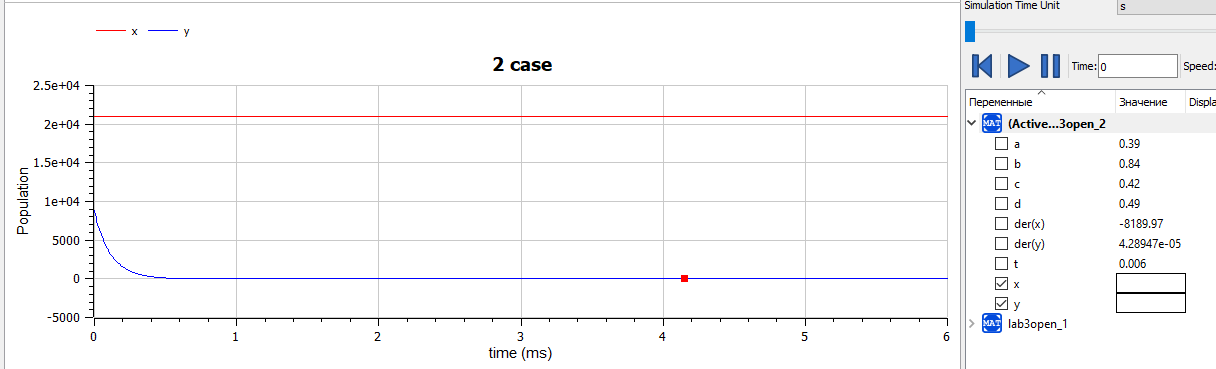 x y
2 case
2.5e+04
2e+04
1.5e+04
1e+04
5000
0
-5000
Population
0 1 2 3 4 5 6
time (ms)
Simulation Time Unit s
Time: 0 Speed:
Переменные Значение Displa
(Active...3open_2
a 0.39
b 0.84
c 0.42
d 0.49
der(x) -8189.97
der(y) 4.28947e-05
t 0.006
x
y
MAT lab3open_1